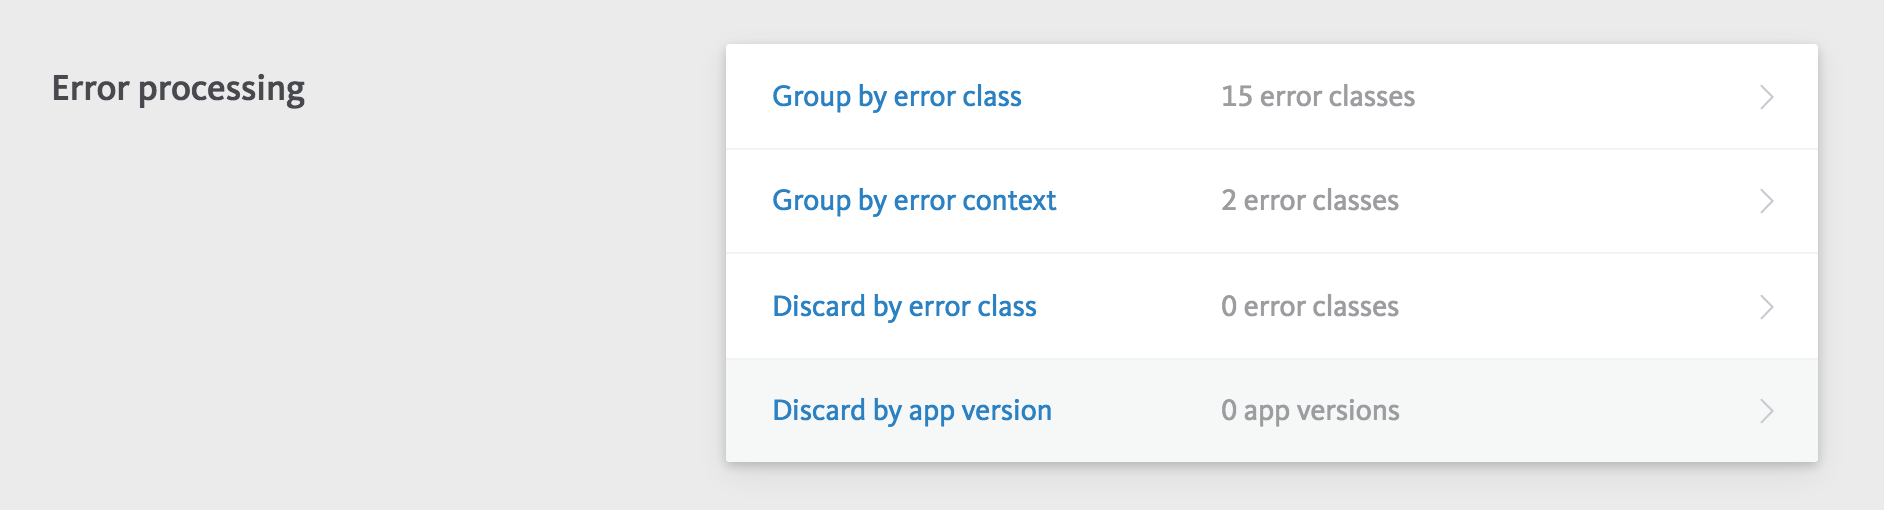 Error processing
Group by error class 15 error classes
Group by error context 2 error classes
Discard by error class 0 error classes
Discard by app version 0 app versions